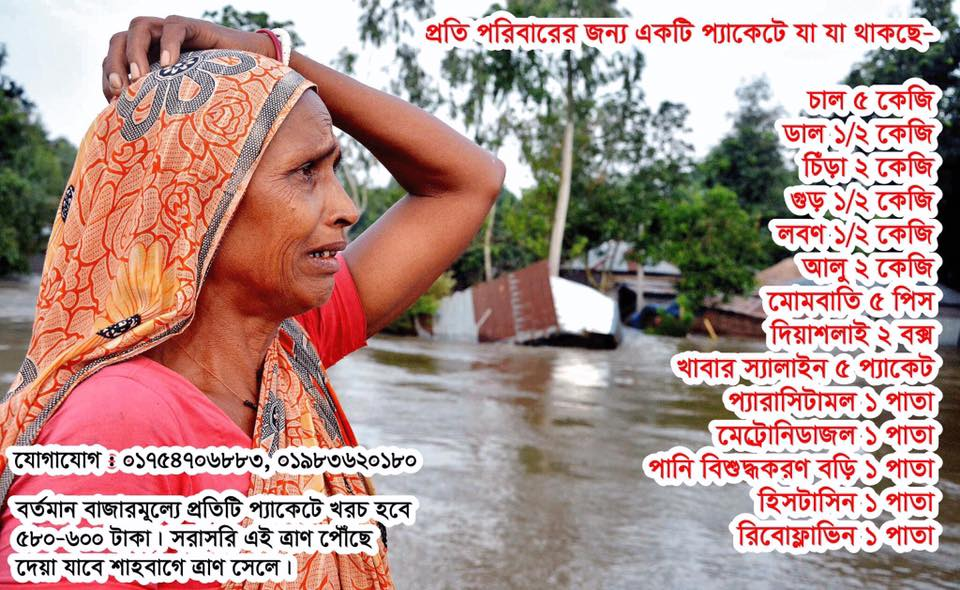 প্রতি পরিবারের জন্য একটি প্যাকেটে যা যা থাকছে-
চাল ৫ কেজি
ডাল ১/২ কেজি
চিঁড়া ২ কেজি
গুড় ১/২ কেজি
লবণ ১/২ কেজি
আলু ২ কেজি
মোমবাতি ৫ পিস
দিয়াশলাই ২ বক্স
খাবার স্যালাইন ৫ প্যাকেট
প্যারাসিটামল ১ পাতা
মেট্রোনিডাজল ১ পাতা
পানি বিশুদ্ধকরণ বড়ি ১ পাতা
হিসটাসিন ১ পাতা
রিবোফ্লাভিন ১ পাতা
যোগাযোগ : ০১৭৫৪৭০৬৮৮৩, ০১৯৮৩৬২০১৮০
বর্তমান বাজারমূল্যে প্রতিটি প্যাকেটে খরচ হবে
৫৮০-৬০০ টাকা। সরাসরি এই ত্রাণ পৌঁছে
দেয়া যাবে শাহবাগে ত্রাণ সেলে।